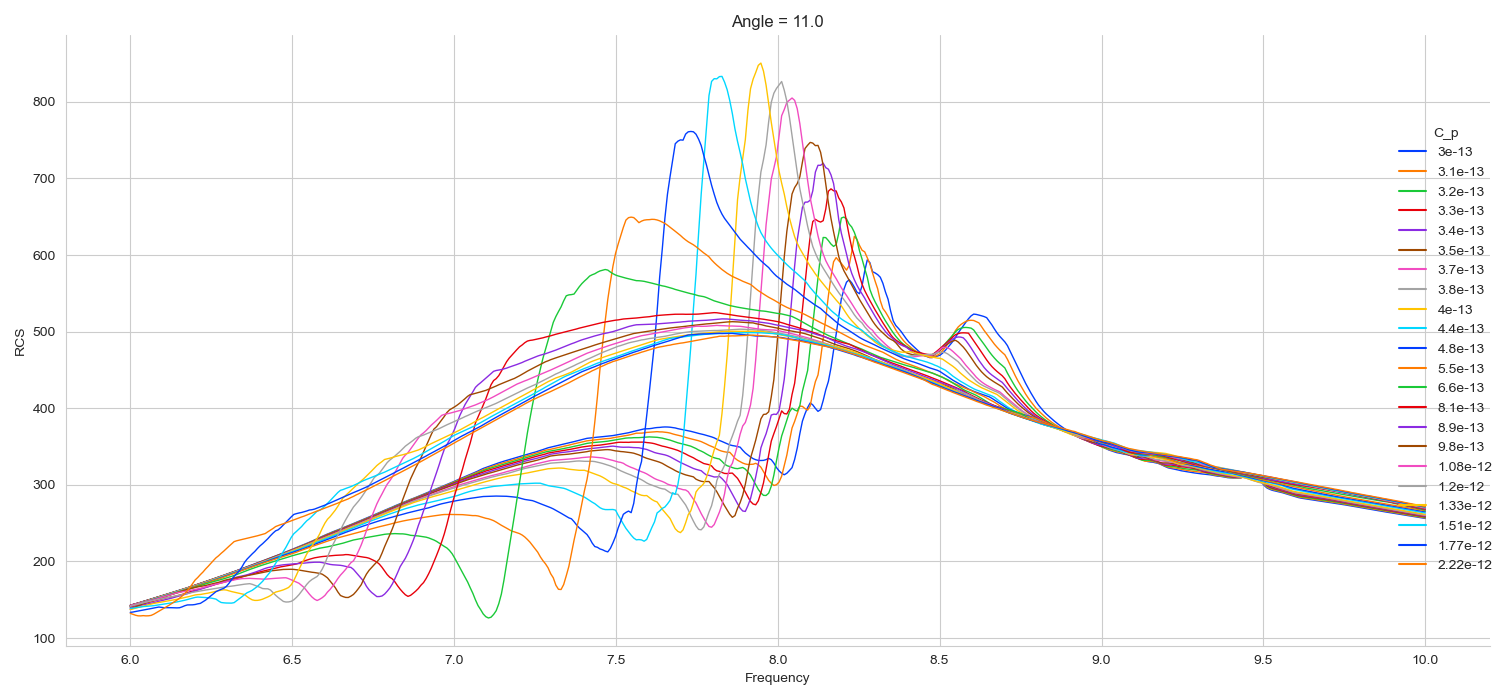 Angle = 11.0
RCS
800
700
600
500
400
300
200
100
6.0 6.5 7.0 7.5 8.0 8.5 9.0 9.5 10.0
Frequency
C_p
3e-13
3.1e-13
3.2e-13
3.3e-13
3.4e-13
3.5e-13
3.7e-13
3.8e-13
4e-13
4.4e-13
4.8e-13
5.5e-13
6.6e-13
8.1e-13
8.9e-13
9.8e-13
1.08e-12
1.2e-12
1.33e-12
1.51e-12
1.77e-12
2.22e-12